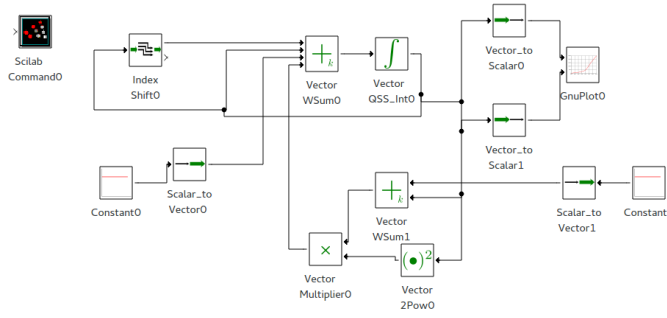 Scilab
Command0
Index
Shift0
+k
Vector
WSum0
∫
Vector
QSS_Int0
Vector_to
Scalar0
GnuPlot0
Vector_to
Scalar1
Constant0
Scalar_to
Vector0
+k
Vector
WSum1
Scalar_to
Vector1
Constant
×
Vector
Multiplier0
(•)²
Vector
2Pow0